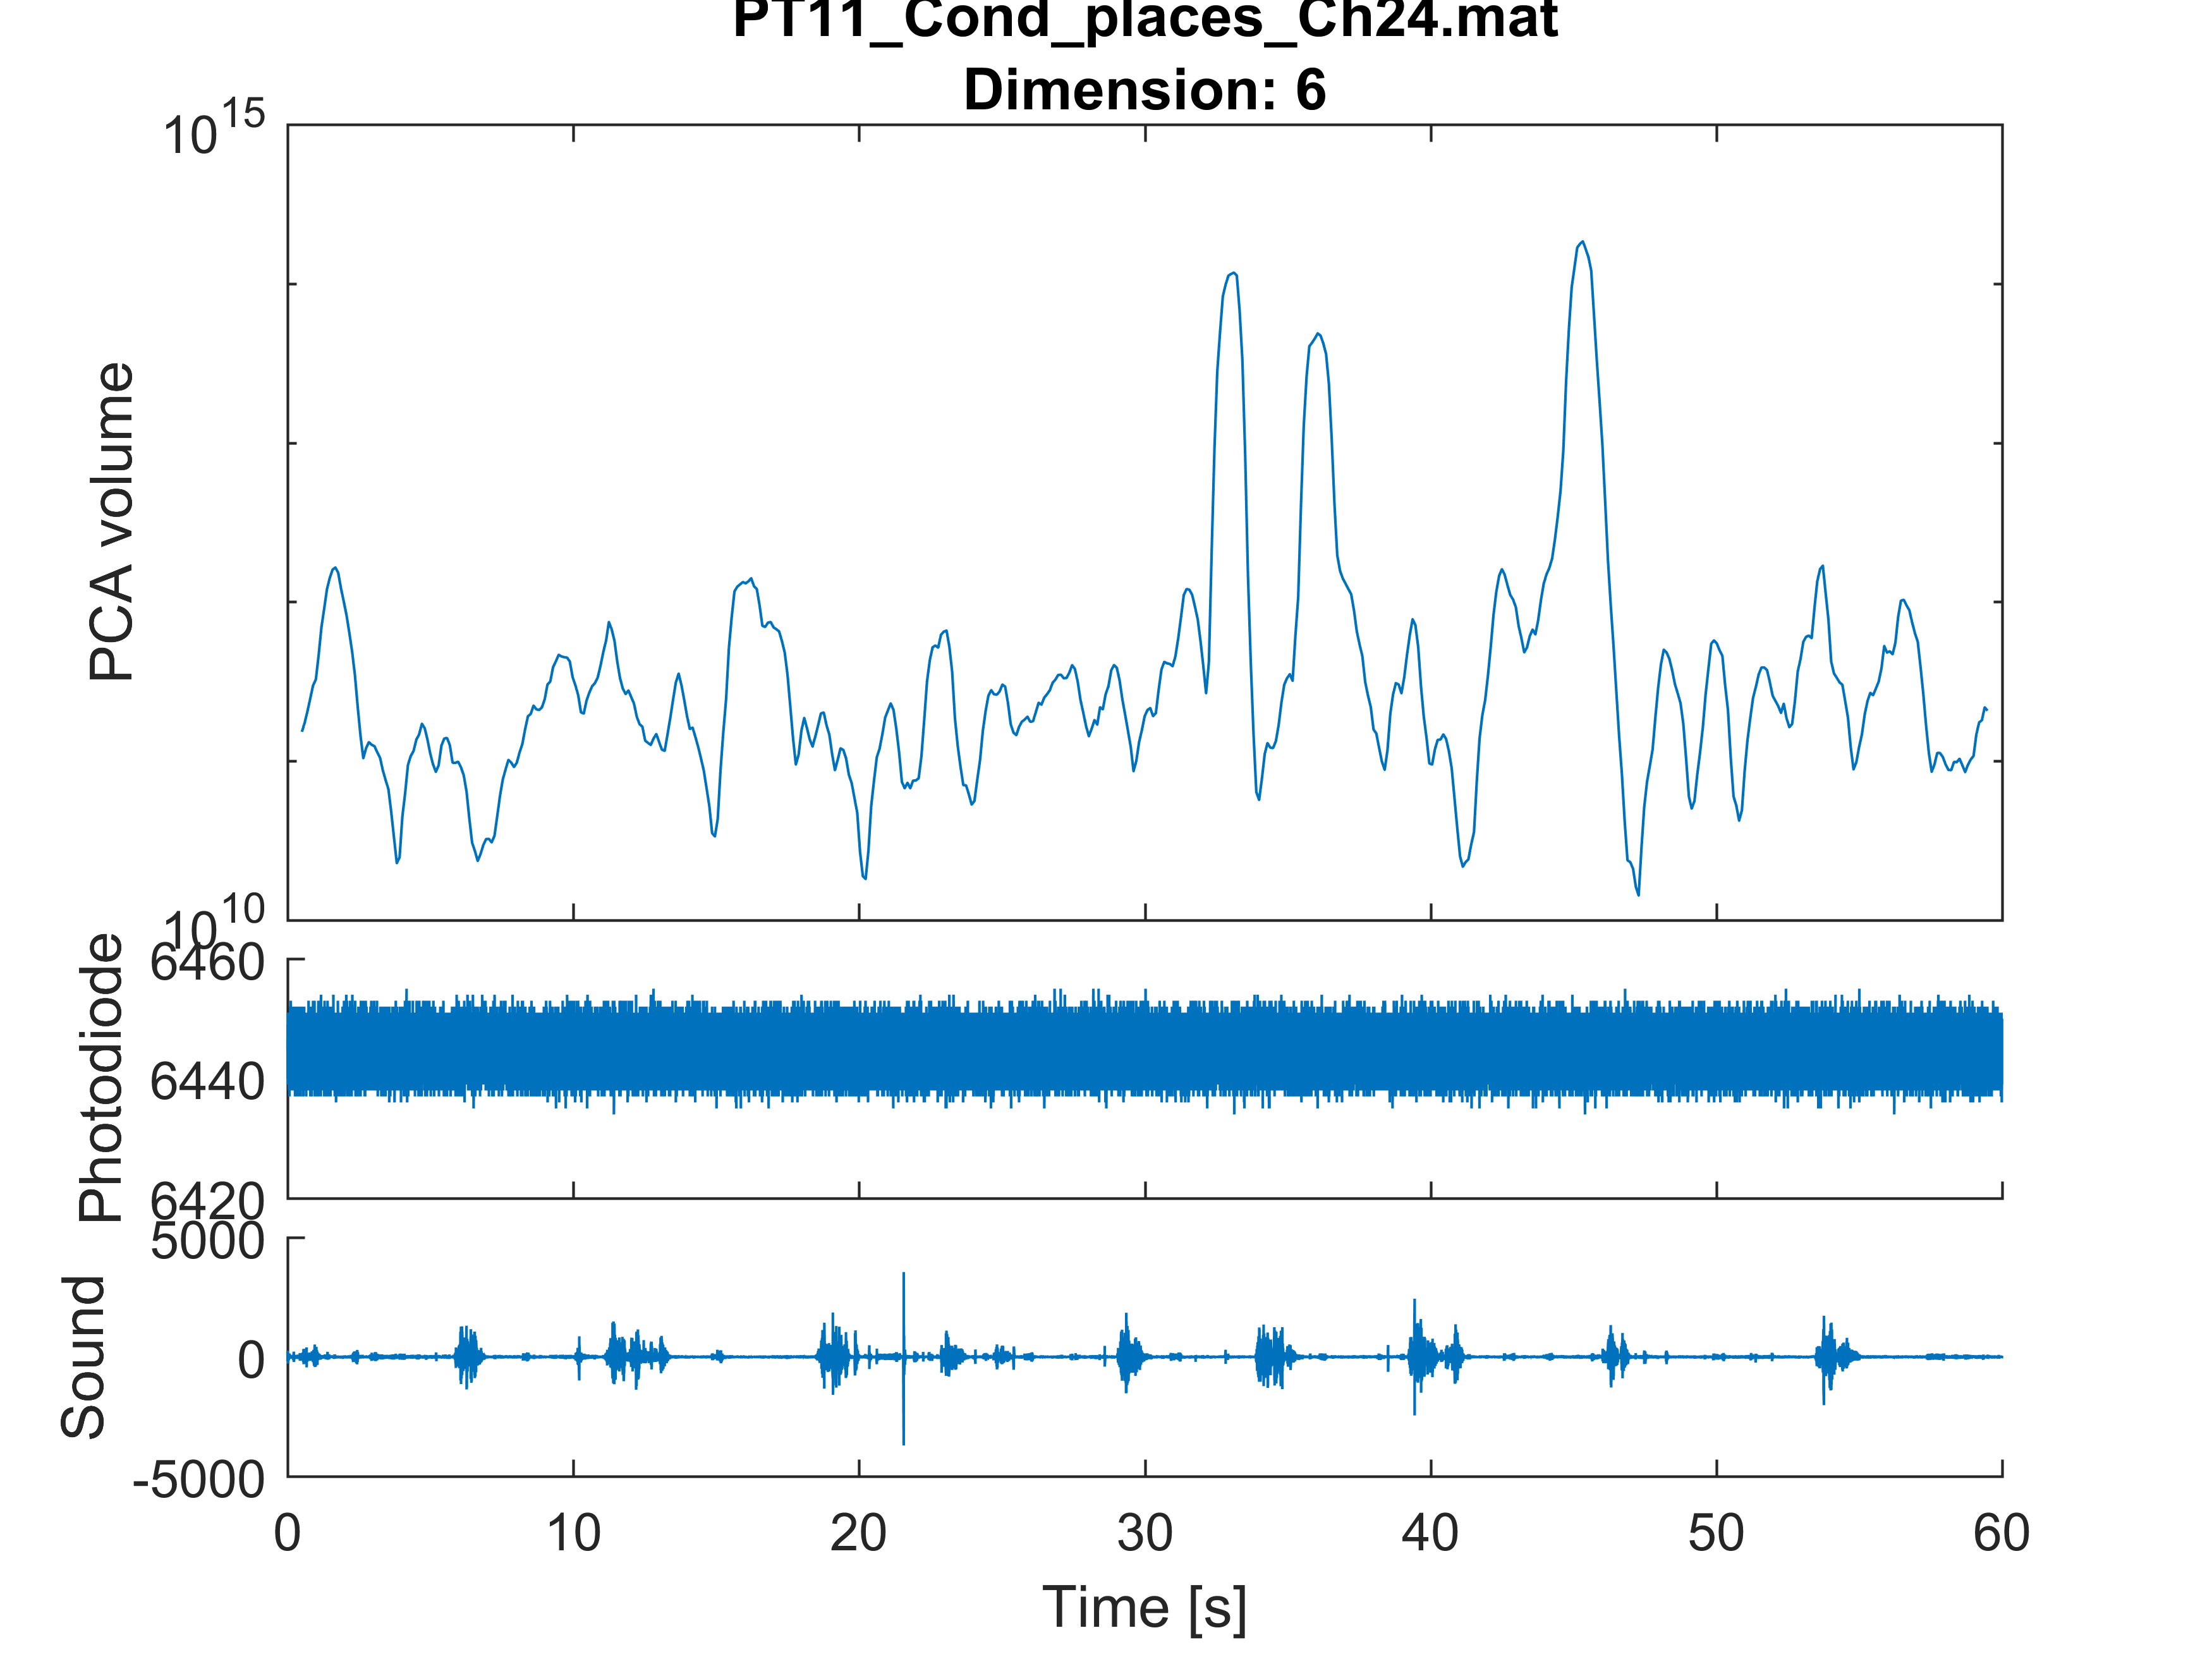 PT11_Cond_places_Ch24.mat
Dimension: 6
10^15
PCA volume
10^10
6460
Photodiode
6440
6420
5000
Sound
0
-5000
0 10 20 30 40 50 60
Time [s]